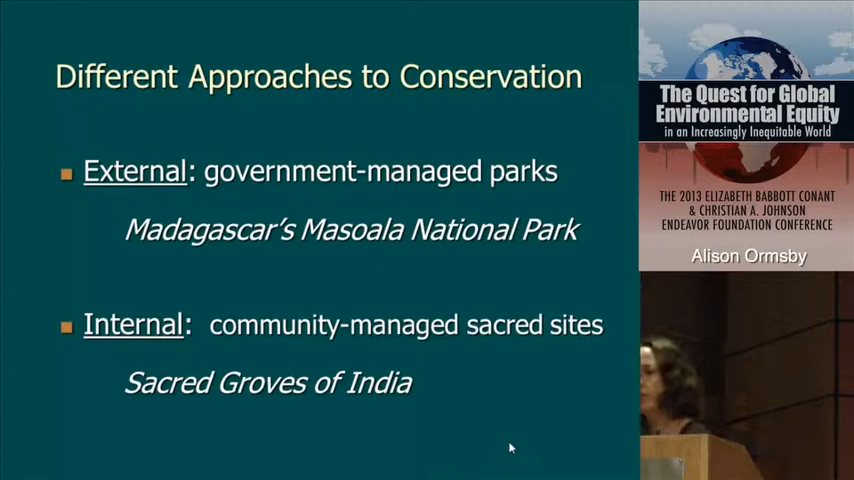 Different Approaches to Conservation
External: government-managed parks
Madagascar's Masoala National Park
Internal: community-managed sacred sites
Sacred Groves of India
The Quest for Global
Environmental Equity
in an Increasingly Inequitable World
THE 2013 ELIZABETH BABBOTT CONANT
& CHRISTIAN A. JOHNSON
ENDEAVOR FOUNDATION CONFERENCE
Alison Ormsby